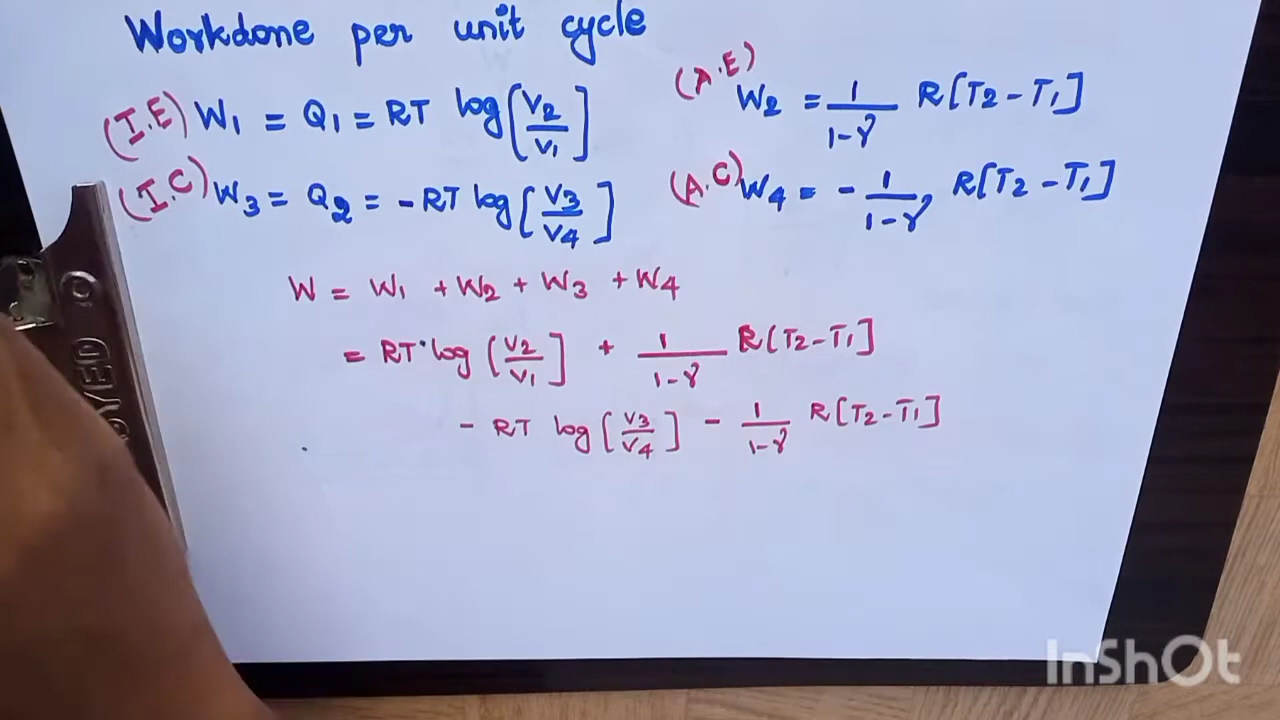 Workdone per unit cycle
(I.E) W₁ = Q₁ = RT log[V₂/V₁]
(A.E) W₂ = 1/(1-γ) R[T₂-T₁]
(I.C) W₃ = Q₂ = -RT log[V₃/V₄]
(A.C) W₄ = -1/(1-γ) R[T₂-T₁]
W = W₁ + W₂ + W₃ + W₄
= RT log[V₂/V₁] + 1/(1-γ) R[T₂-T₁]
- RT log[V₃/V₄] - 1/(1-γ) R[T₂-T₁]
InShOt